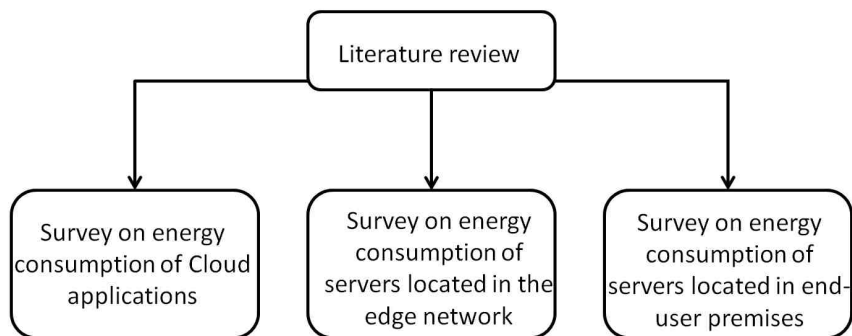 Literature review
Survey on energy
consumption of Cloud
applications
Survey on energy
consumption of
servers located in the
edge network
Survey on energy
consumption of
servers located in end-
user premises